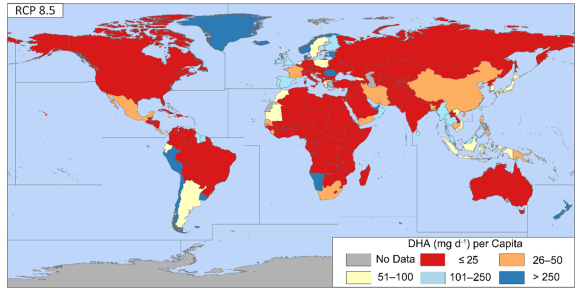 RCP 8.5
DHA (mg d⁻¹) per Capita
No Data ≤ 25 26–50
51–100 101–250 > 250